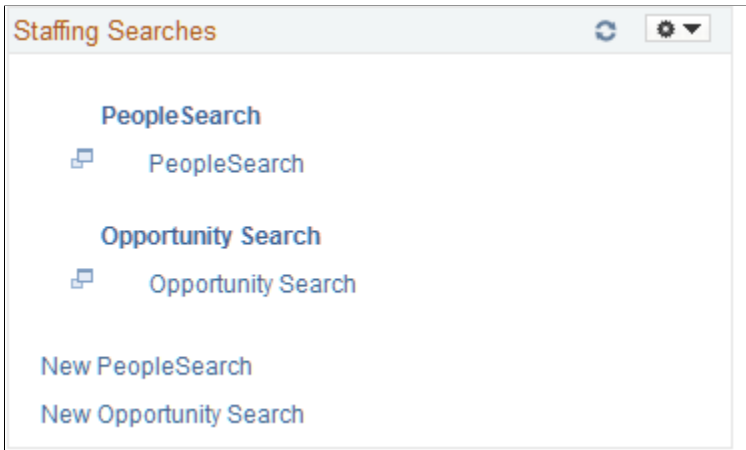 Staffing Searches
PeopleSearch
PeopleSearch
Opportunity Search
Opportunity Search
New PeopleSearch
New Opportunity Search